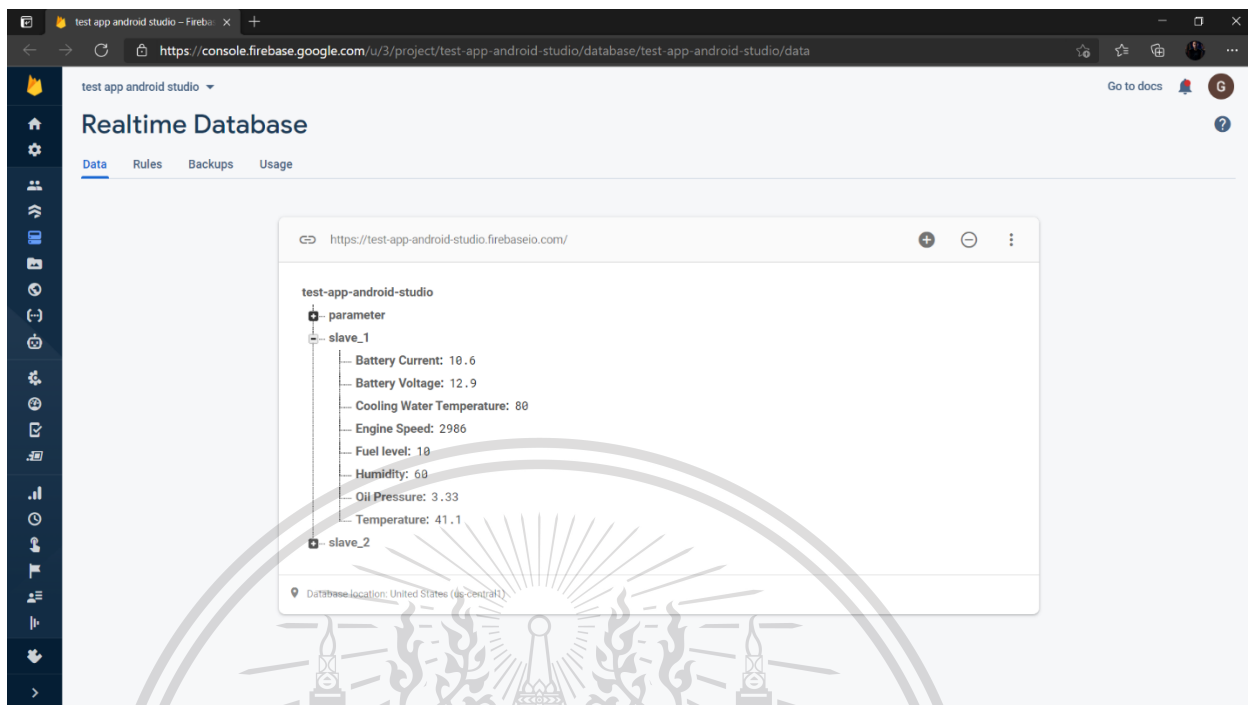 test app android studio – Fireba
https://console.firebase.google.com/u/3/project/test-app-android-studio/database/test-app-android-studio/data
test app android studio
Go to docs
G
Realtime Database
?
Data Rules Backups Usage
https://test-app-android-studio.firebaseio.com/
test-app-android-studio
parameter
slave_1
Battery Current: 10.6
Battery Voltage: 12.9
Cooling Water Temperature: 80
Engine Speed: 2986
Fuel level: 10
Humidity: 60
Oil Pressure: 3.33
Temperature: 41.1
slave_2
Database location: United States (us-central1)